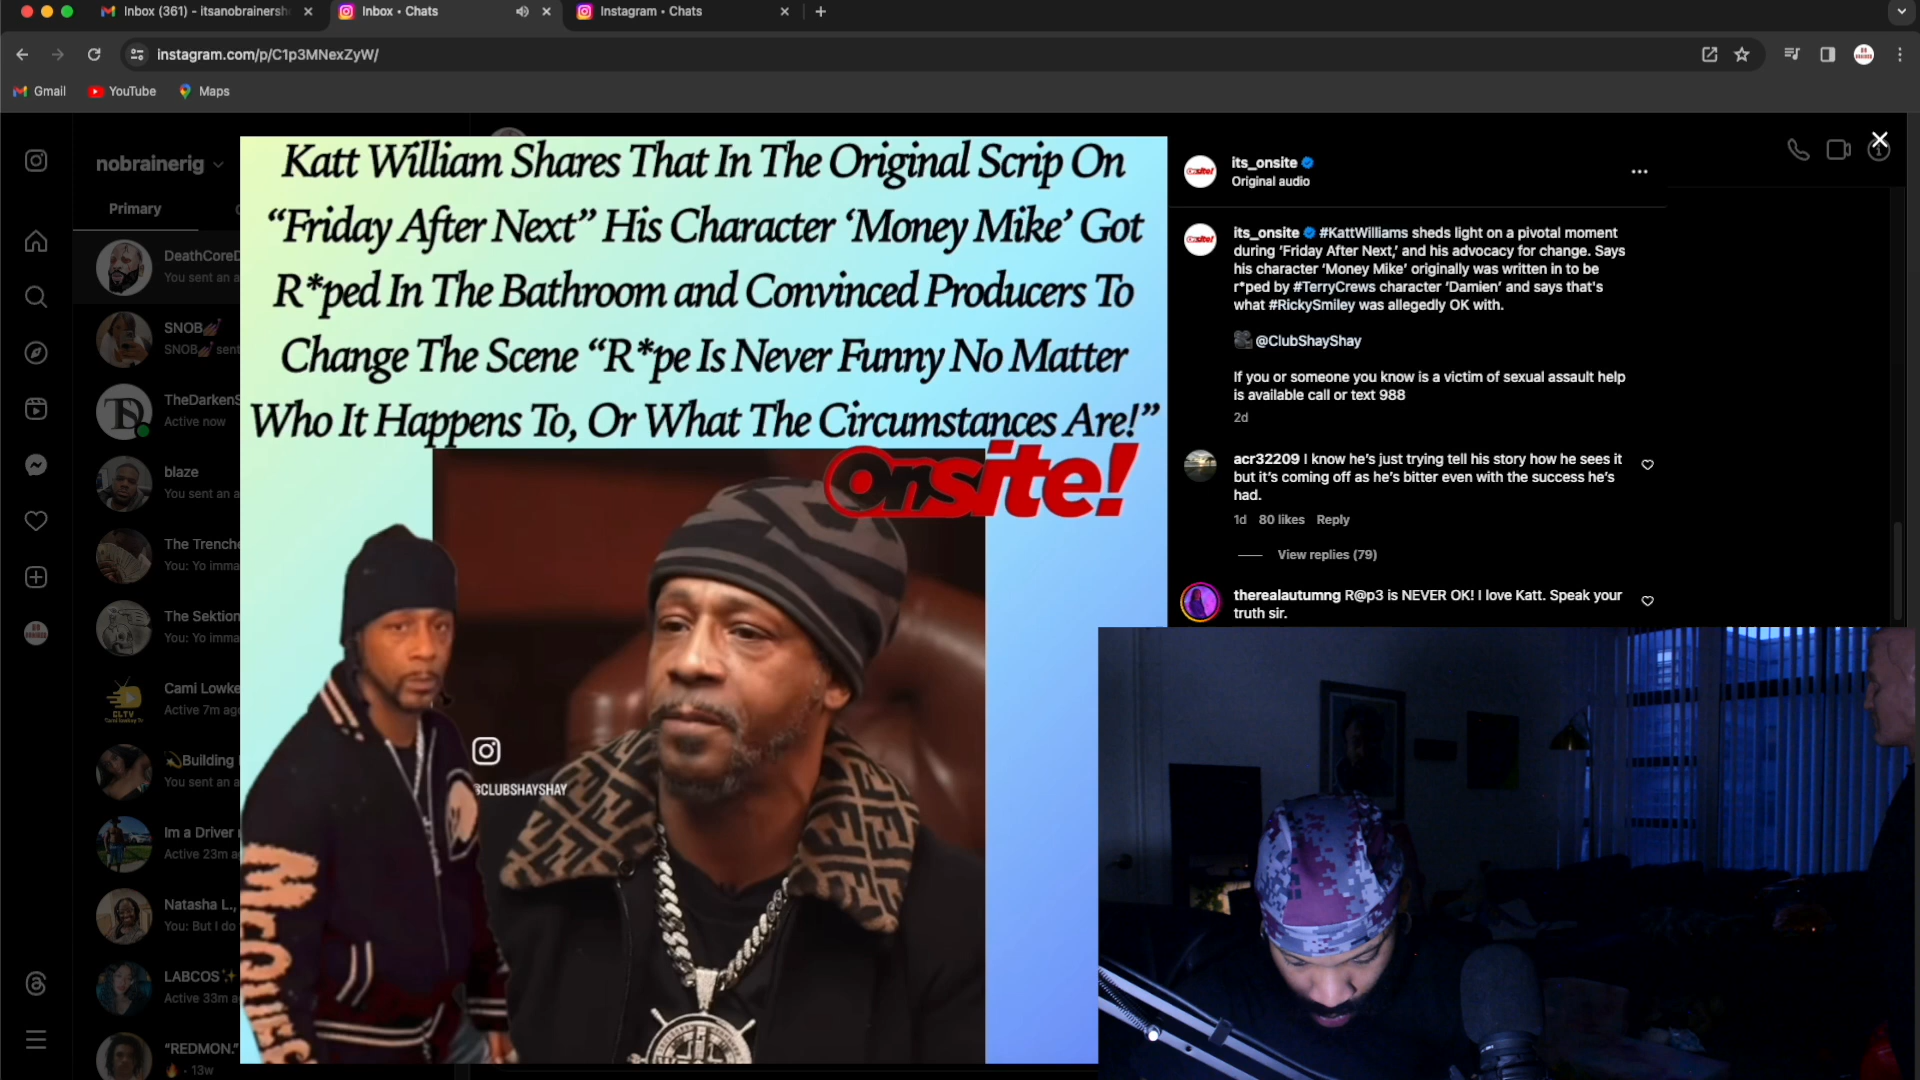 Inbox (361) - itsanobrainersh
Inbox • Chats
Instagram • Chats
instagram.com/p/C1p3MNexZyW/
Gmail
YouTube
Maps
nobrainerig
Primary
DeathCoreD
You sent an a
SNOB💅
SNOB💅 sent
TheDarkenS
Active now
blaze
You sent an a
The Trenche
You: Yo imma
The Sektion
You: Yo imma
Cami Lowke
Active 7m ago
💫Building
You sent an a
Im a Driver
Active 23m a
Natasha L.,
You: But I do
LABCOS✨
Active 33m a
“REDMON.”
🔥 · 13w
Katt William Shares That In The Original Scrip On
“Friday After Next” His Character ‘Money Mike’ Got
R*ped In The Bathroom and Convinced Producers To
Change The Scene “R*pe Is Never Funny No Matter
Who It Happens To, Or What The Circumstances Are!”
Onsite!
@CLUBSHAYSHAY
its_onsite
Original audio
its_onsite #KattWilliams sheds light on a pivotal moment
during ‘Friday After Next,’ and his advocacy for change. Says
his character ‘Money Mike’ originally was written in to be
r*ped by #TerryCrews character ‘Damien’ and says that's
what #RickySmiley was allegedly OK with.
@ClubShayShay
If you or someone you know is a victim of sexual assault help
is available call or text 988
2d
acr32209 I know he’s just trying tell his story how he sees it
but it’s coming off as he’s bitter even with the success he’s
had.
1d 80 likes Reply
View replies (79)
therealautumng R@p3 is NEVER OK! I love Katt. Speak your
truth sir.